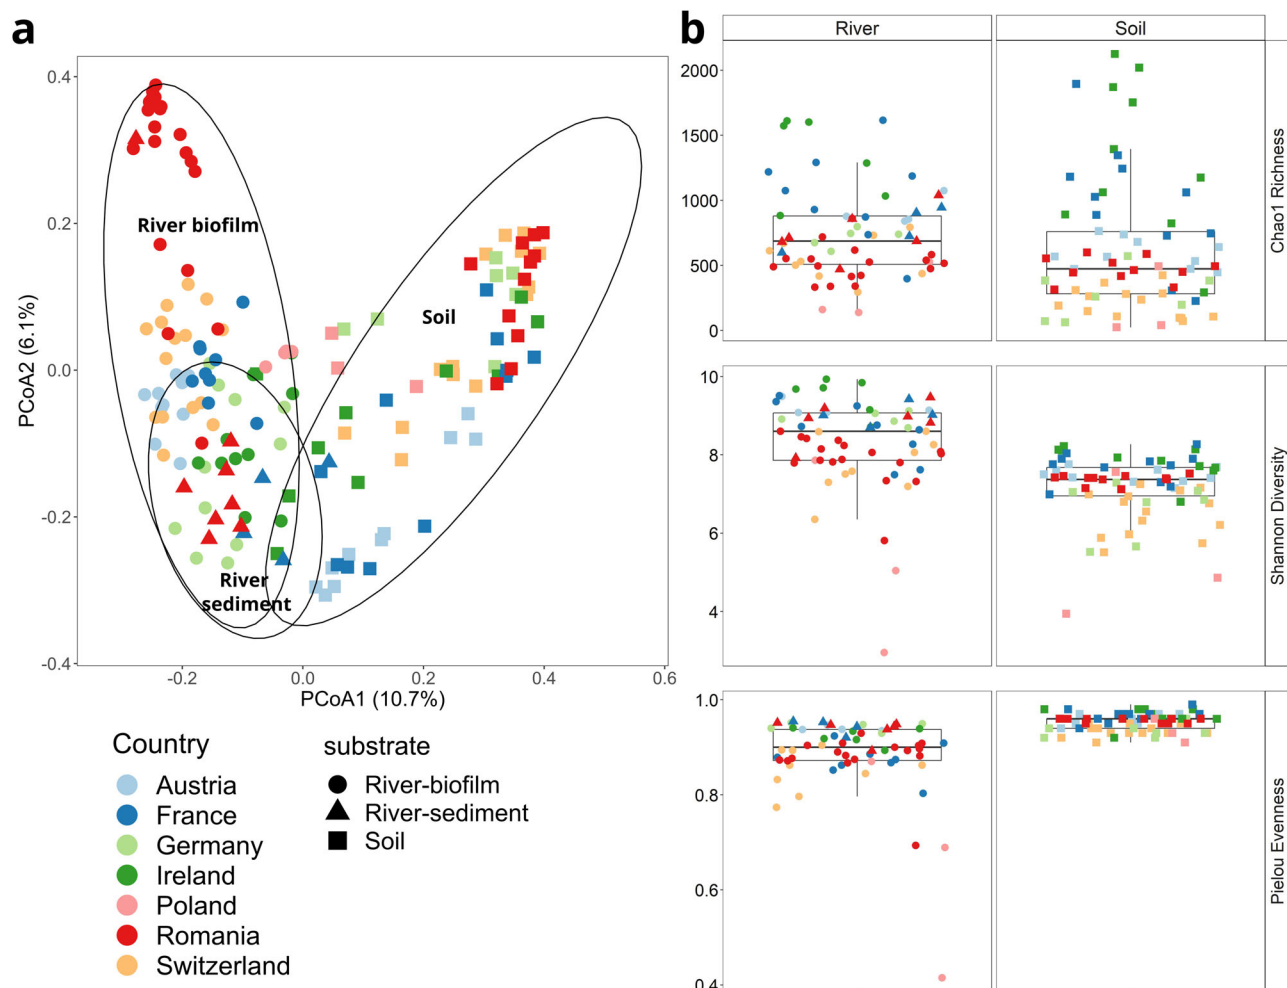 a
b
River
Soil
0.4
0.2
0.0
-0.2
-0.4
PCoA2 (6.1%)
River biofilm
Soil
River
sediment
-0.2
0.0
0.2
0.4
0.6
PCoA1 (10.7%)
2000
1500
1000
500
0
Chao1 Richness
10
8
6
4
Shannon Diversity
1.0
0.8
0.6
0.4
Pielou Evenness
Country
Austria
France
Germany
Ireland
Poland
Romania
Switzerland
substrate
River-biofilm
River-sediment
Soil